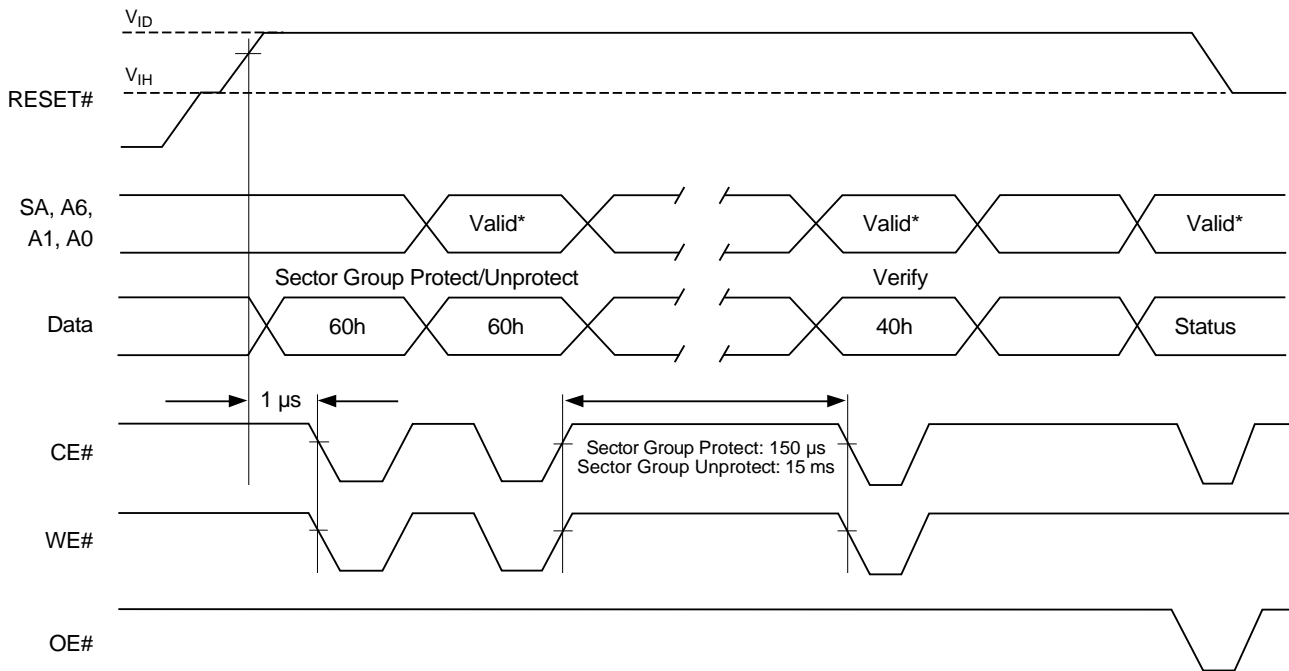 VID
VIH
RESET#
SA, A6,
A1, A0
Valid*
Valid*
Valid*
Sector Group Protect/Unprotect
Verify
Data
60h
60h
40h
Status
1 µs
CE#
Sector Group Protect: 150 µs
Sector Group Unprotect: 15 ms
WE#
OE#